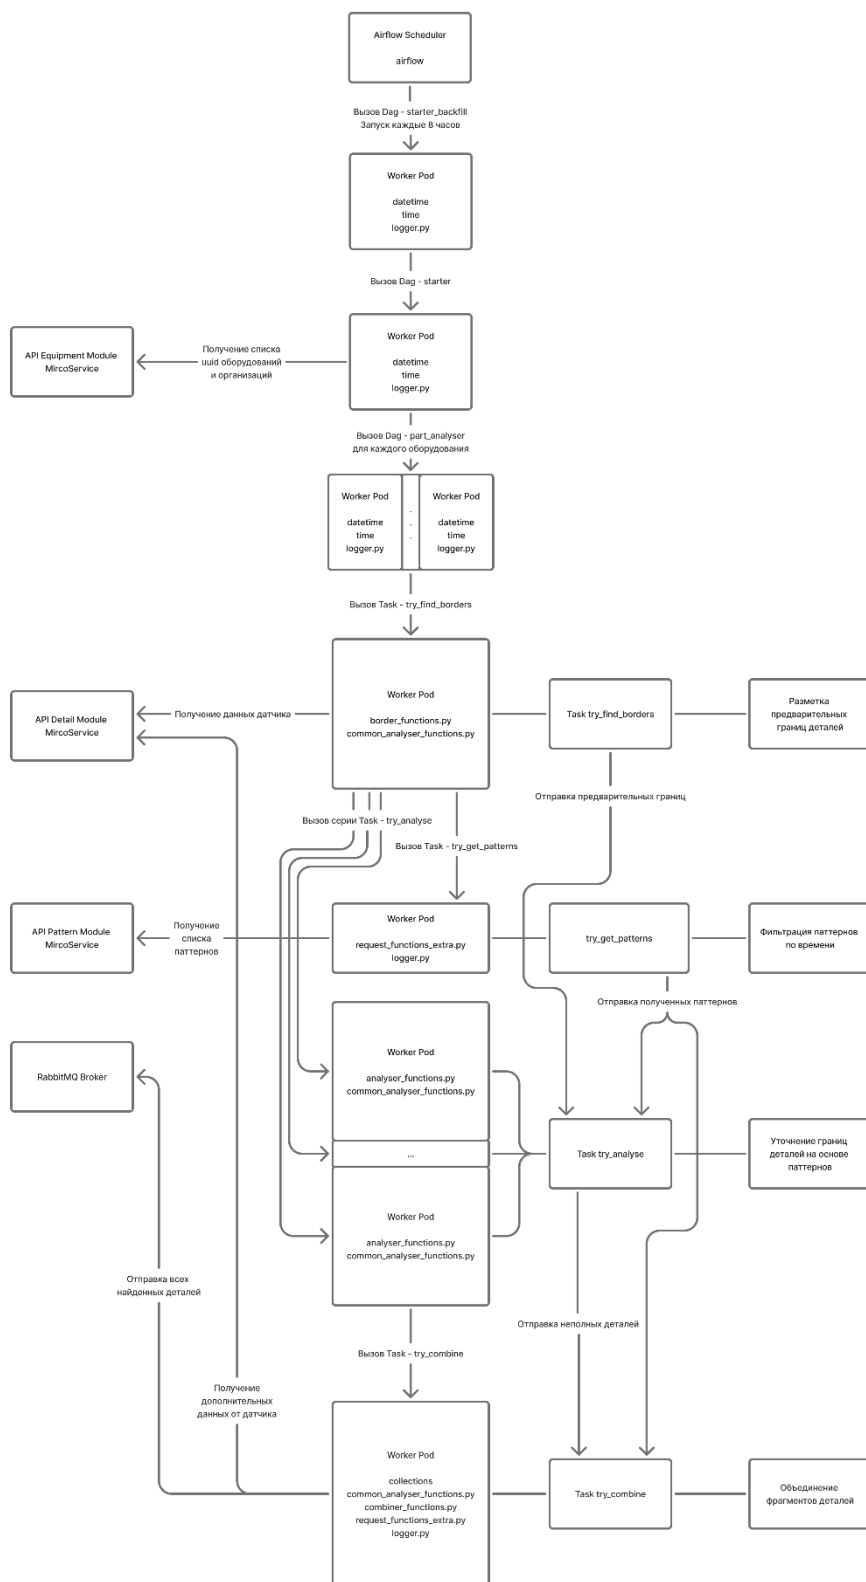 Airflow Scheduler
airflow
Вызов Dag - starter_backfill
Запуск каждые 8 часов
Worker Pod
datetime
time
logger.py
Вызов Dag - starter
Worker Pod
datetime
time
logger.py
Получение списка
uuid оборудований
и организаций
API Equipment Module
MircoService
Вызов Dag - part_analyser
для каждого оборудования
Worker Pod
datetime
time
logger.py
.
.
.
Worker Pod
datetime
time
logger.py
Вызов Task - try_find_borders
Worker Pod
border_functions.py
common_analyser_functions.py
Получение данных датчика
API Detail Module
MircoService
Task try_find_borders
Разметка
предварительных
границ деталей
Отправка предварительных границ
Вызов серии Task - try_analyse
Вызов Task - try_get_patterns
API Pattern Module
MircoService
Получение
списка
паттернов
Worker Pod
request_functions_extra.py
logger.py
try_get_patterns
Фильтрация паттернов
по времени
Отправка полученных паттернов
RabbitMQ Broker
Worker Pod
analyser_functions.py
common_analyser_functions.py
...
Worker Pod
analyser_functions.py
common_analyser_functions.py
Task try_analyse
Уточнение границ
деталей на основе
паттернов
Отправка всех
найденных деталей
Отправка неполных деталей
Вызов Task - try_combine
Получение
дополнительных
данных от датчика
Worker Pod
collections
common_analyser_functions.py
combiner_functions.py
request_functions_extra.py
logger.py
Task try_combine
Объединение
фрагментов деталей